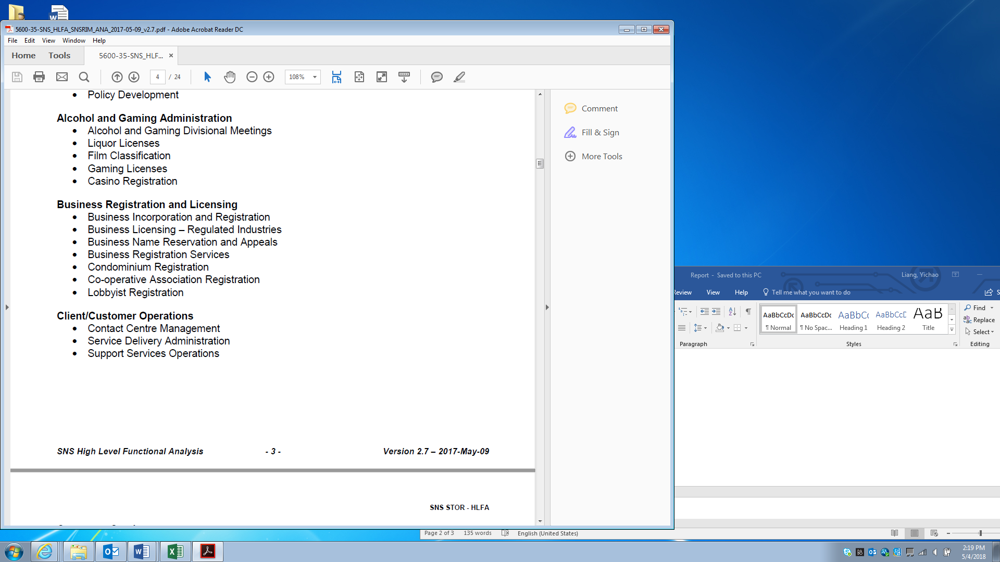 5600-35-SNS_HLFA_SNSRIM_ANA_2017-05-09_v2.7.pdf - Adobe Acrobat Reader DC
File Edit View Window Help
Home Tools 5600-35-SNS_HLF... ×
4 / 24 108%
• Policy Development
Alcohol and Gaming Administration
• Alcohol and Gaming Divisional Meetings
• Liquor Licenses
• Film Classification
• Gaming Licenses
• Casino Registration
Business Registration and Licensing
• Business Incorporation and Registration
• Business Licensing – Regulated Industries
• Business Name Reservation and Appeals
• Business Registration Services
• Condominium Registration
• Co-operative Association Registration
• Lobbyist Registration
Client/Customer Operations
• Contact Centre Management
• Service Delivery Administration
• Support Services Operations
SNS High Level Functional Analysis - 3 - Version 2.7 – 2017-May-09
SNS STOR - HLFA
Comment
Fill & Sign
More Tools
Report - Saved to this PC Liang, Yichao
Review View Help Tell me what you want to do S
AaBbCcDc AaBbCcDc AaBbCc AaBbCcD AaB
¶ Normal ¶ No Spac... Heading 1 Heading 2 Title
Find
Replace
Select
Paragraph Styles Editing
Page 2 of 3 135 words English (United States)
2:19 PM
5/4/2018